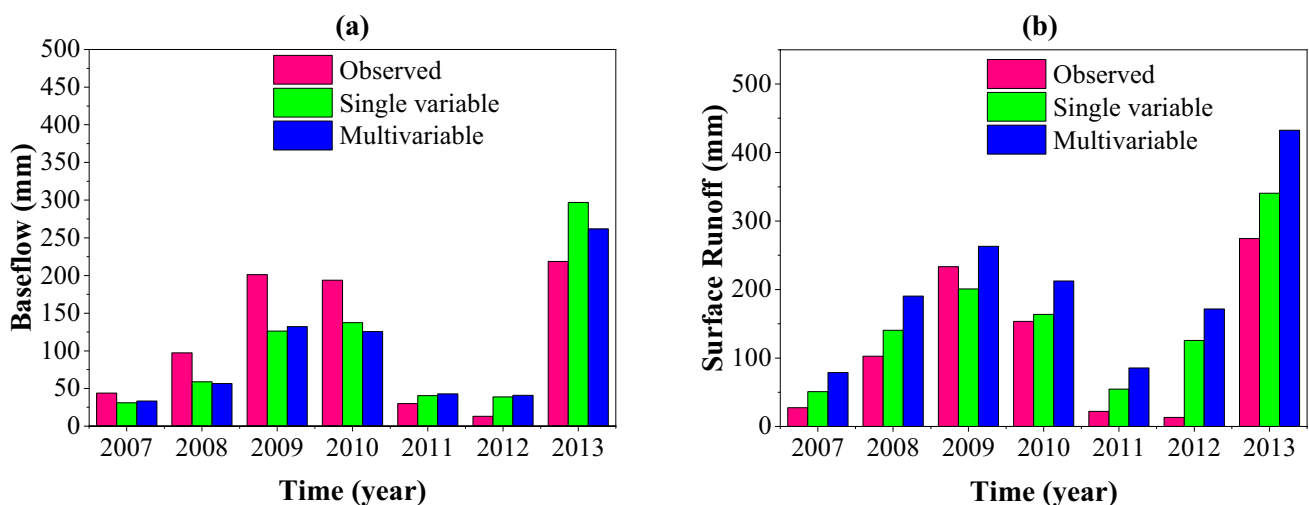 (a)
Baseflow (mm)
500
450
400
350
300
250
200
150
100
50
0
Observed
Single variable
Multivariable
2007 2008 2009 2010 2011 2012 2013
Time (year)
(b)
Surface Runoff (mm)
500
400
300
200
100
0
Observed
Single variable
Multivariable
2007 2008 2009 2010 2011 2012 2013
Time (year)